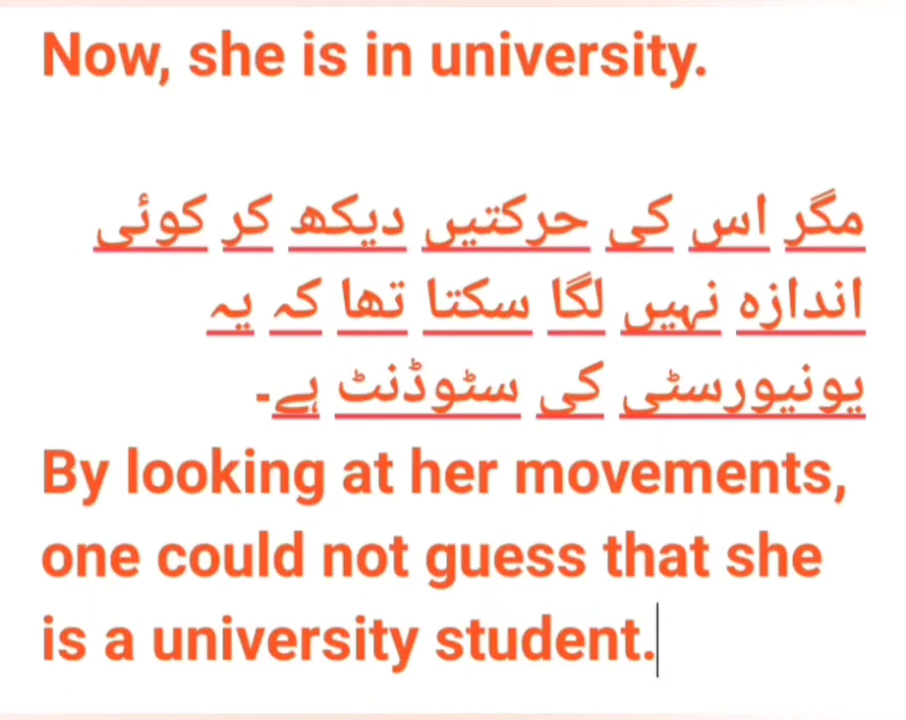 Now, she is in university.
مگر اس کی حرکتیں دیکھ کر کوئی
اندازہ نہیں لگا سکتا تھا کہ یہ
یونیورسٹی کی سٹوڈنٹ ہے۔
By looking at her movements,
one could not guess that she
is a university student.